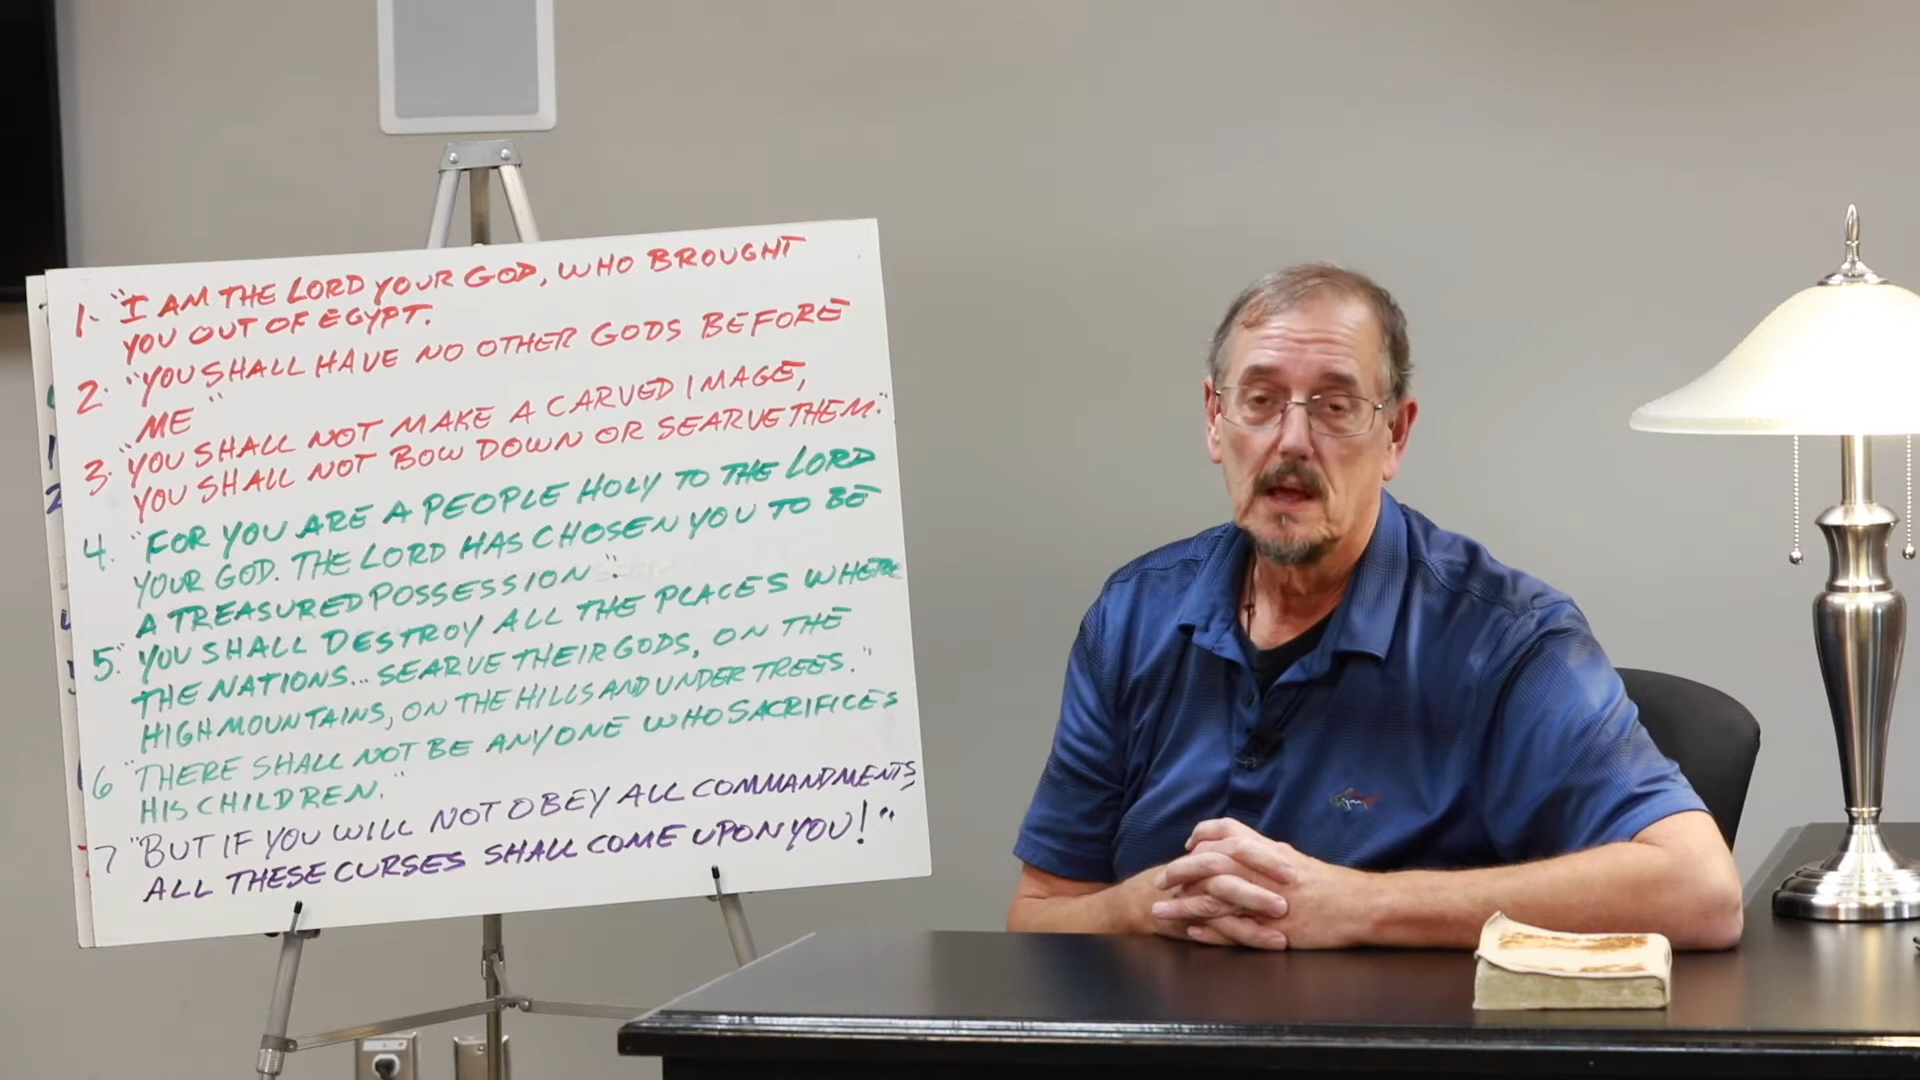 1. "I AM THE LORD YOUR GOD, WHO BROUGHT
YOU OUT OF EGYPT.
2. "YOU SHALL HAVE NO OTHER GODS BEFORE
ME"
3. "YOU SHALL NOT MAKE A CARVED IMAGE,
YOU SHALL NOT BOW DOWN OR SEARVE THEM."
4. "FOR YOU ARE A PEOPLE HOLY TO THE LORD
YOUR GOD. THE LORD HAS CHOSEN YOU TO BE
A TREASURED POSSESSION".
5. "YOU SHALL DESTROY ALL THE PLACES WHERE
THE NATIONS... SEARVE THEIR GODS, ON THE
HIGH MOUNTAINS, ON THE HILLS AND UNDER TREES."
6 "THERE SHALL NOT BE ANYONE WHO SACRIFICES
HIS CHILDREN."
7 "BUT IF YOU WILL NOT OBEY ALL COMMANDMENTS,
ALL THESE CURSES SHALL COME UPON YOU!"